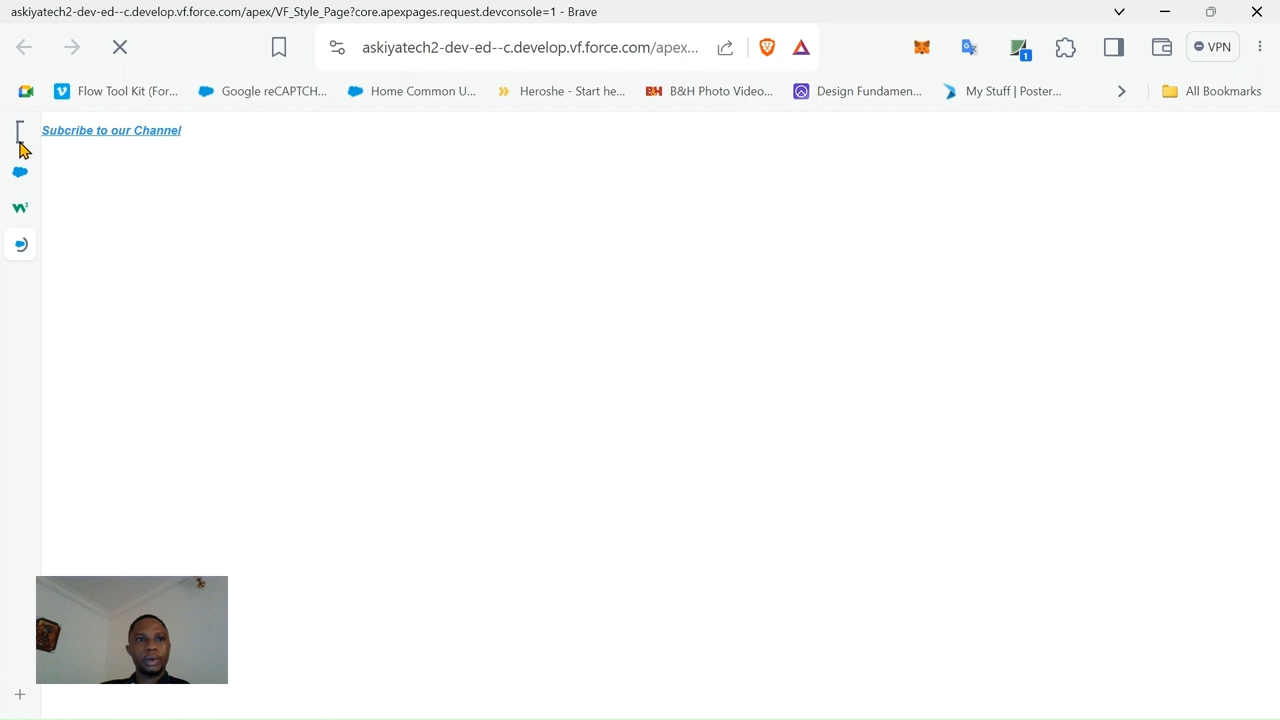 askiyatech2-dev-ed--c.develop.vf.force.com/apex/VF_Style_Page?core.apexpages.request.devconsole=1 - Brave
askiyatech2-dev-ed--c.develop.vf.force.com/apex...
1
VPN
Flow Tool Kit (For...
Google reCAPTCH...
Home Common U...
Heroshe - Start he...
B&H Photo Video...
Design Fundamen...
My Stuff | Poster...
All Bookmarks
Subcribe to our Channel